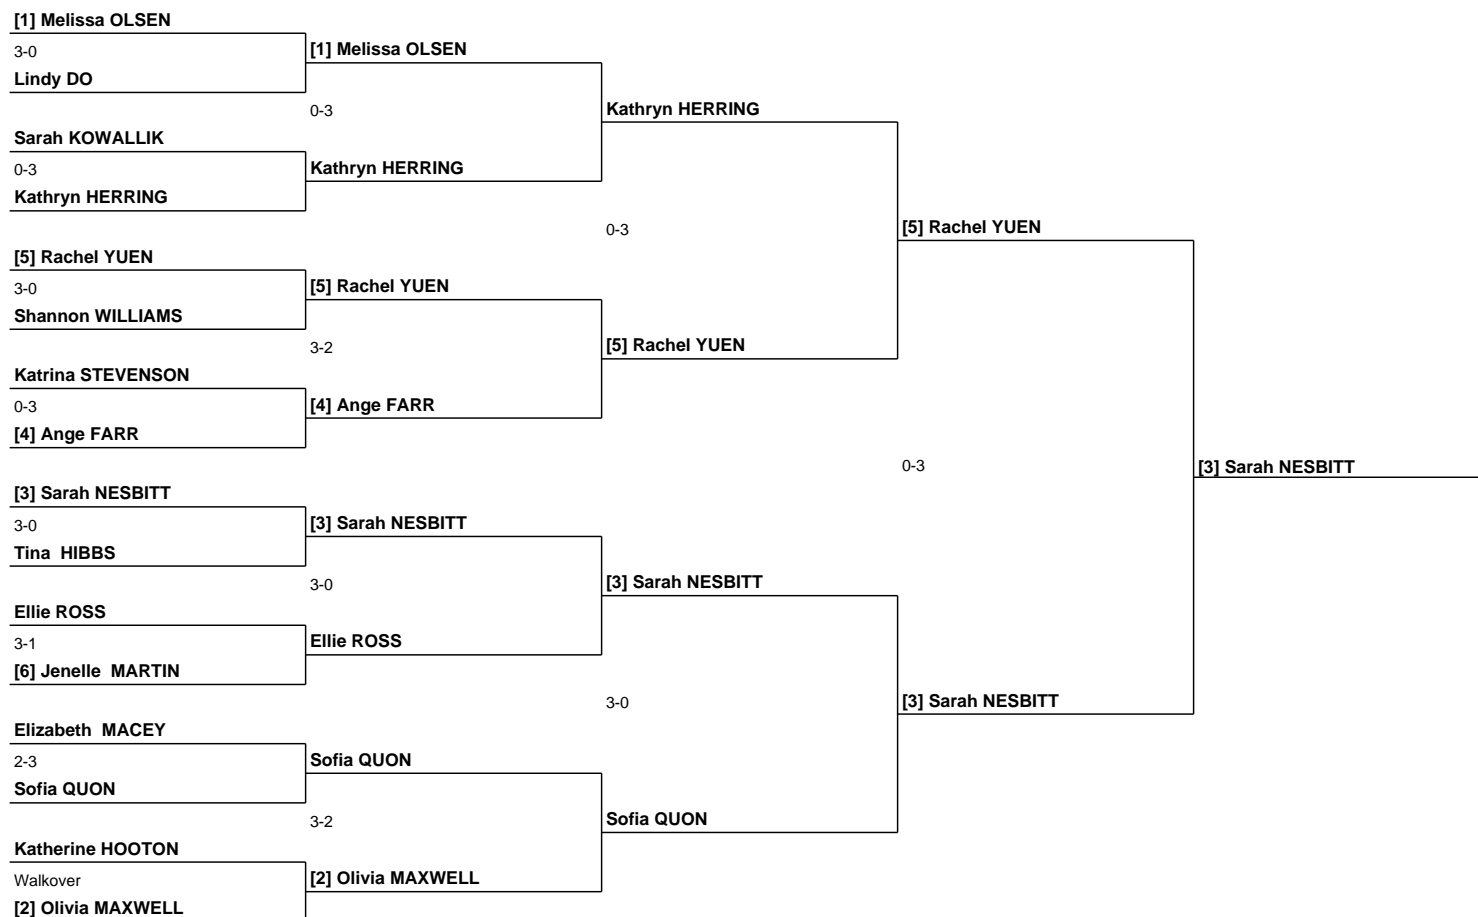 [1] Melissa OLSEN
3-0
Lindy DO
Sarah KOWALLIK
0-3
Kathryn HERRING
[5] Rachel YUEN
3-0
Shannon WILLIAMS
Katrina STEVENSON
0-3
[4] Ange FARR
[3] Sarah NESBITT
3-0
Tina  HIBBS
Ellie ROSS
3-1
[6] Jenelle  MARTIN
Elizabeth  MACEY
2-3
Sofia QUON
Katherine HOOTON
Walkover
[2] Olivia MAXWELL
[1] Melissa OLSEN
0-3
Kathryn HERRING
[5] Rachel YUEN
3-2
[4] Ange FARR
[3] Sarah NESBITT
3-0
Ellie ROSS
Sofia QUON
3-2
[2] Olivia MAXWELL
Kathryn HERRING
0-3
[5] Rachel YUEN
[3] Sarah NESBITT
3-0
Sofia QUON
[5] Rachel YUEN
0-3
[3] Sarah NESBITT
[3] Sarah NESBITT